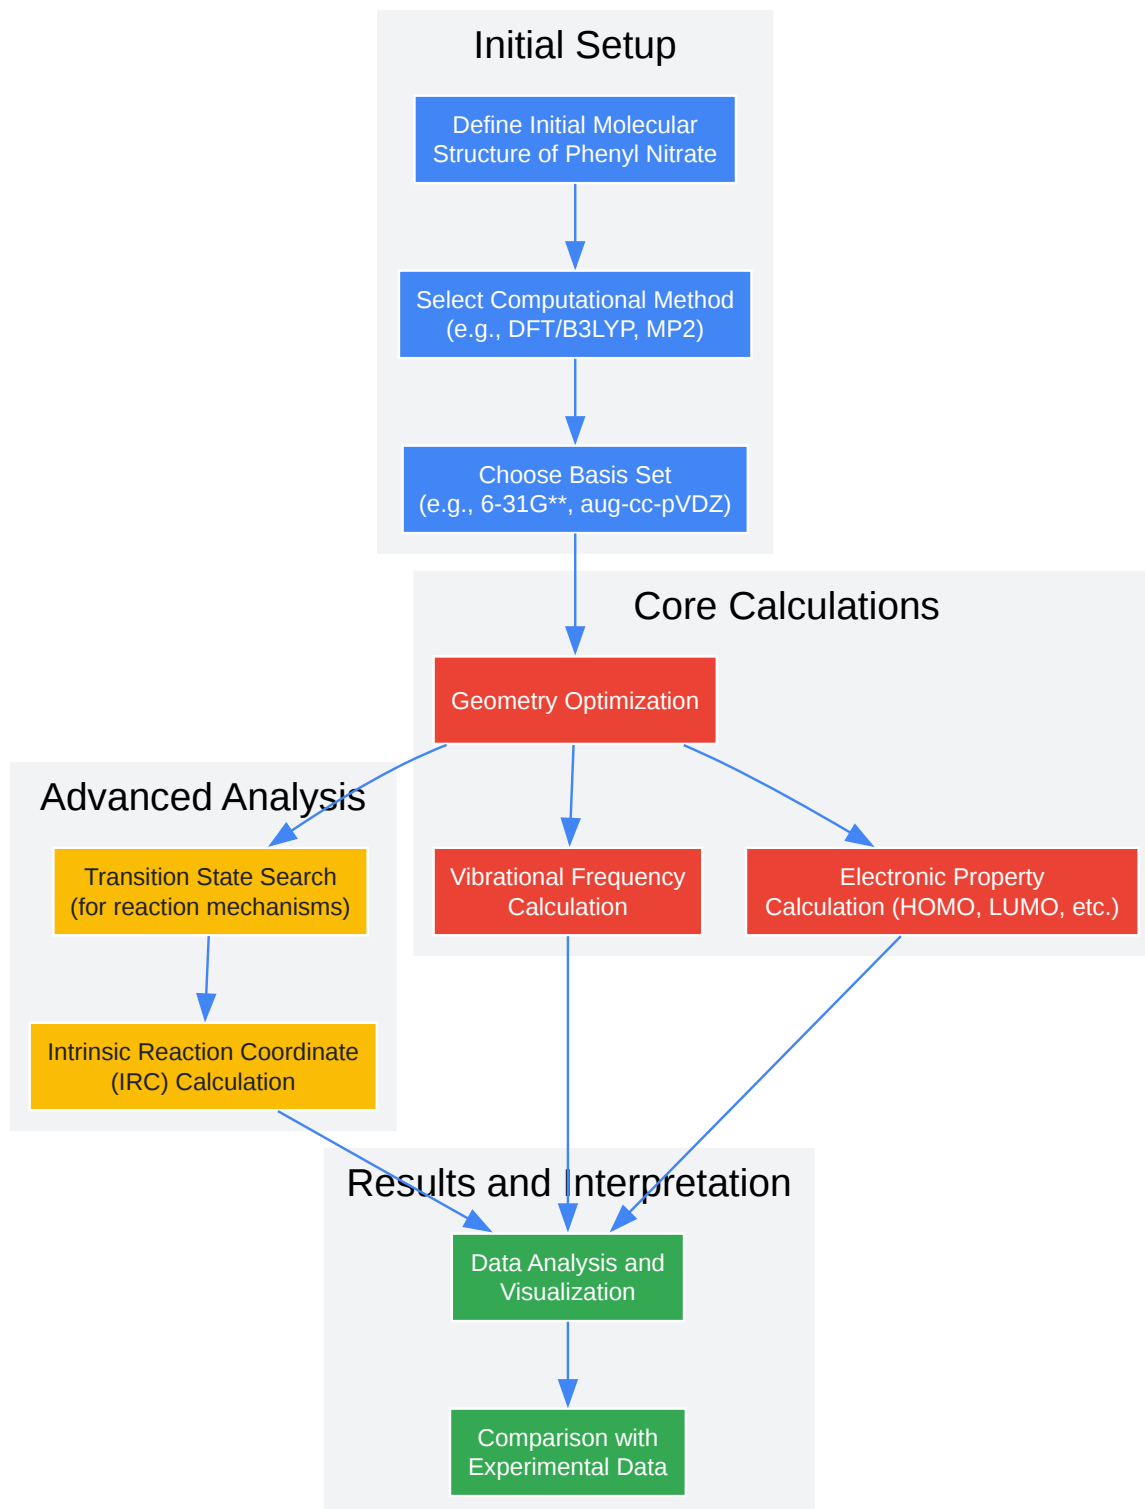 Initial Setup
Define Initial Molecular
Structure of Phenyl Nitrate
Select Computational Method
(e.g., DFT/B3LYP, MP2)
Choose Basis Set
(e.g., 6-31G**, aug-cc-pVDZ)
Core Calculations
Geometry Optimization
Advanced Analysis
Transition State Search
(for reaction mechanisms)
Vibrational Frequency
Calculation
Electronic Property
Calculation (HOMO, LUMO, etc.)
Intrinsic Reaction Coordinate
(IRC) Calculation
Results and Interpretation
Data Analysis and
Visualization
Comparison with
Experimental Data